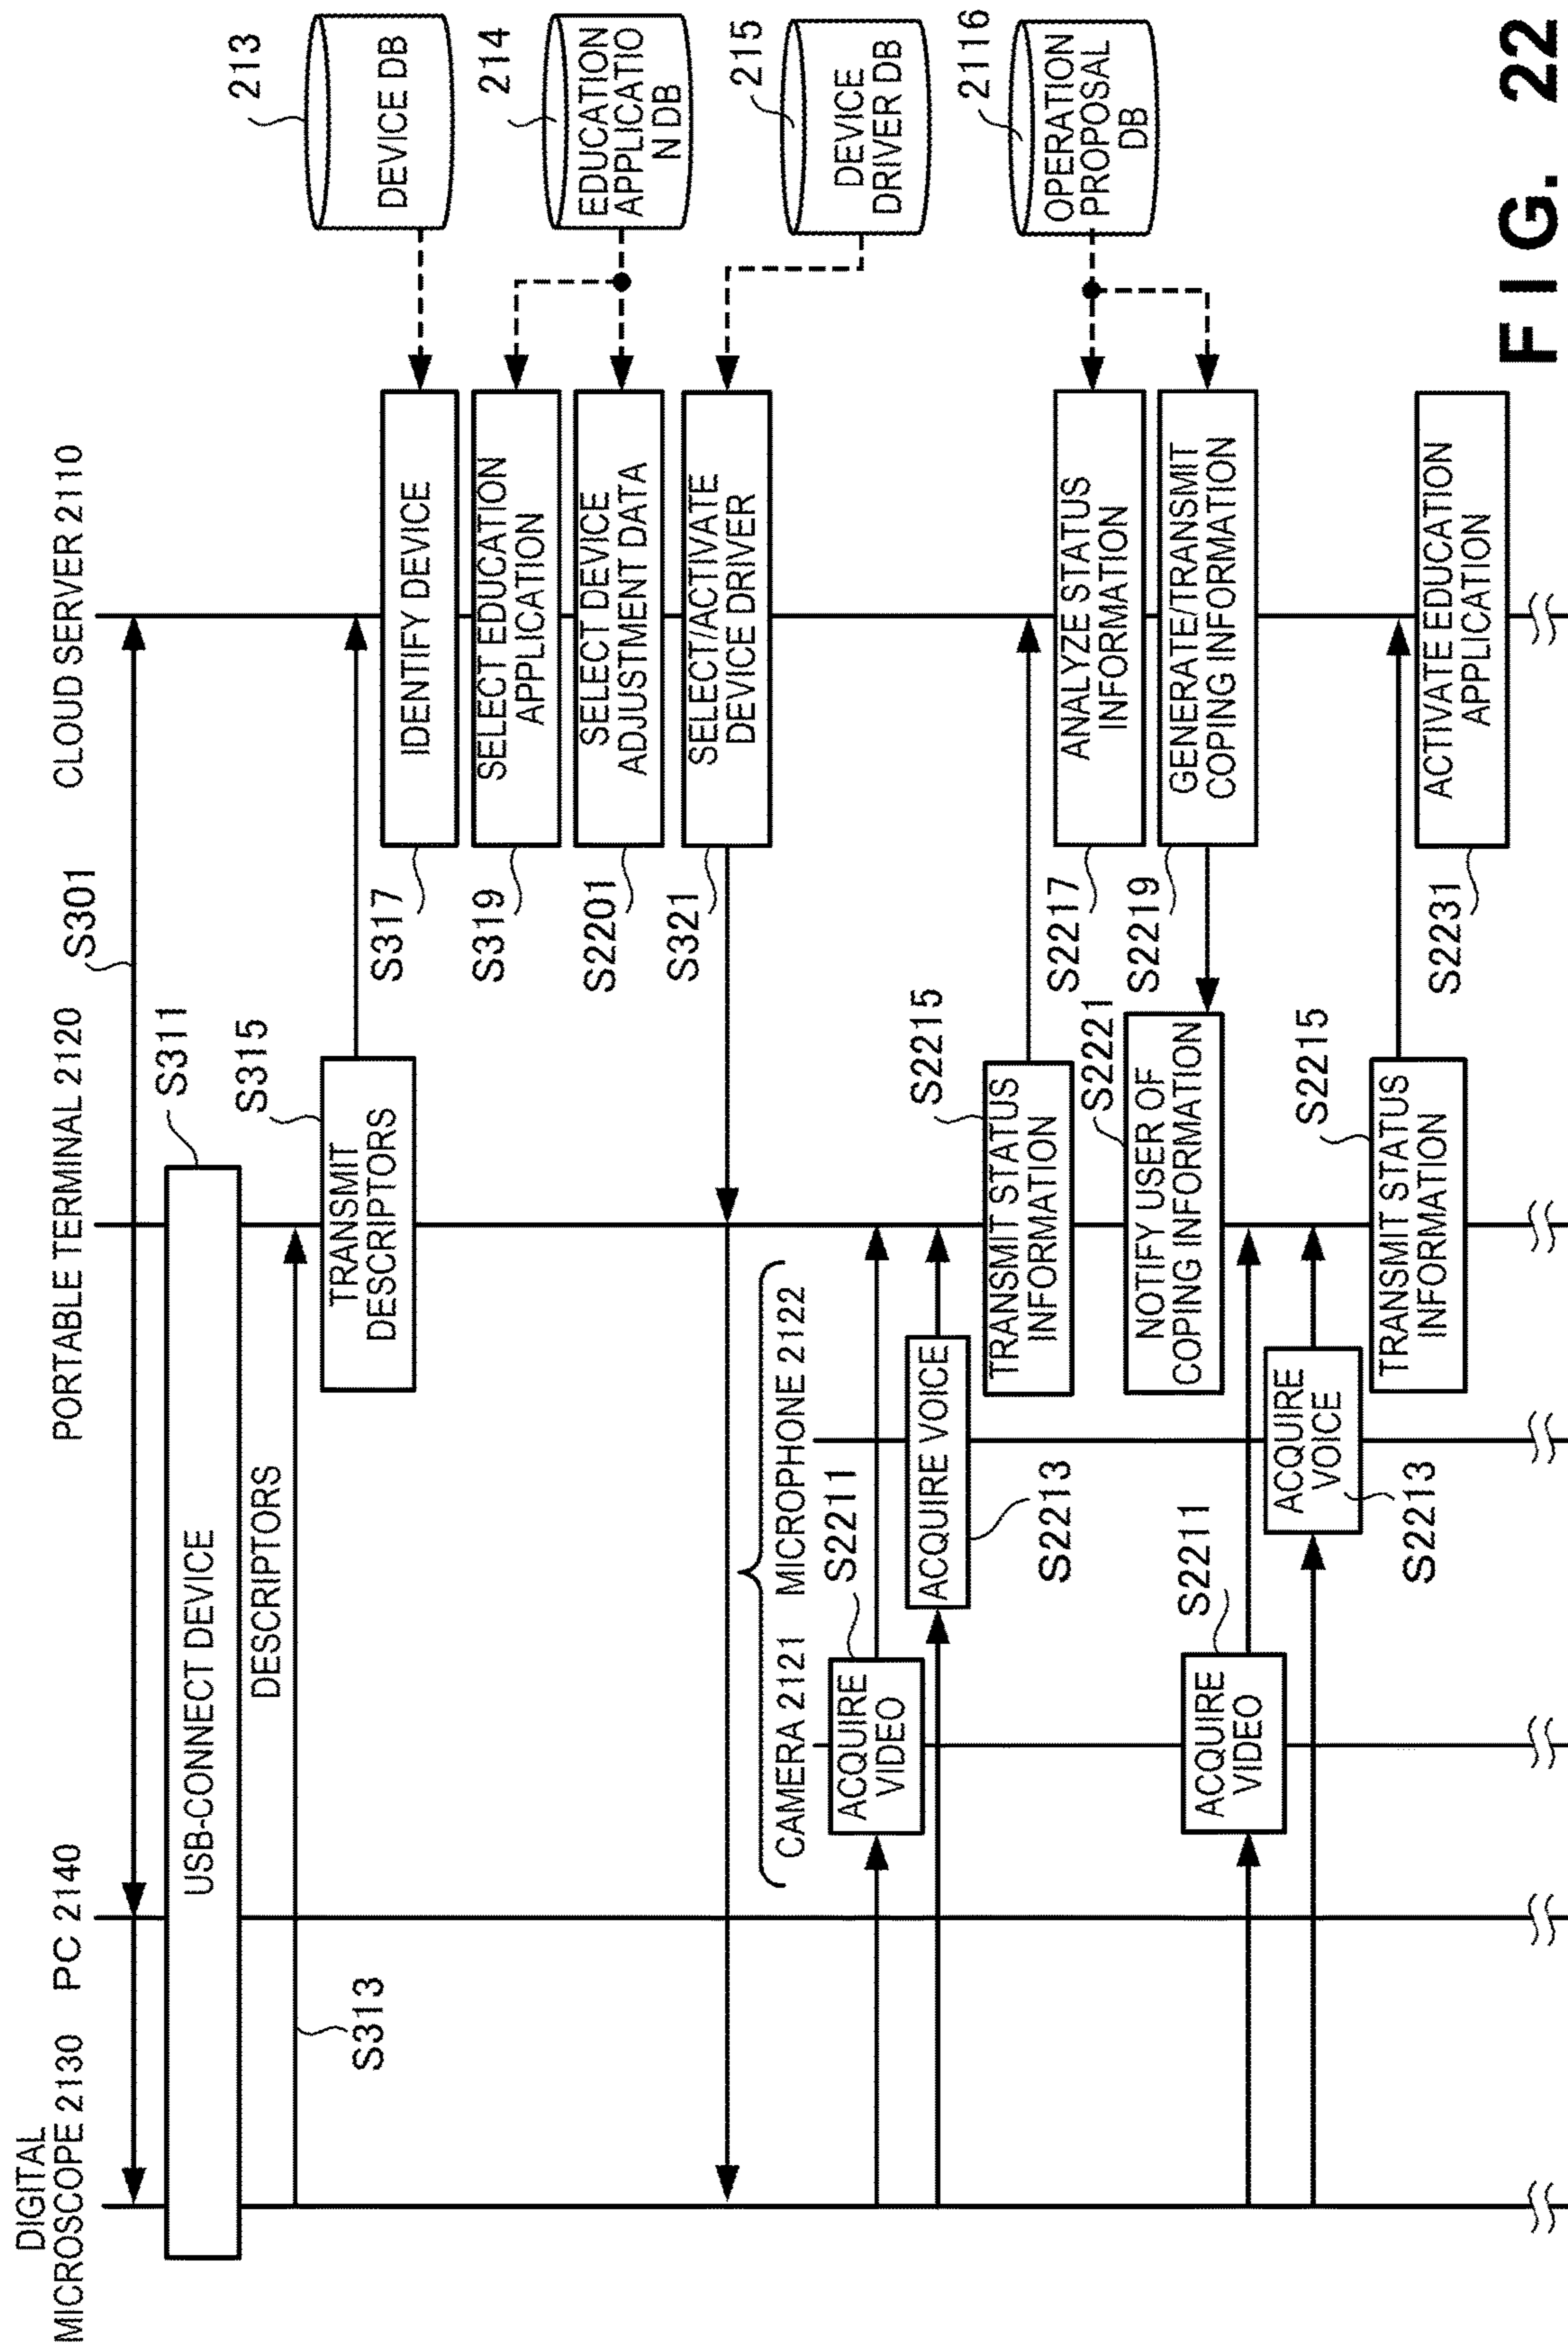 DIGITAL
MICROSCOPE 2130
PC 2140
PORTABLE TERMINAL 2120
CLOUD SERVER 2110
S301
USB-CONNECT DEVICE
S311
DESCRIPTORS
S313
TRANSMIT
DESCRIPTORS
S315
IDENTIFY DEVICE
S317
213
DEVICE DB
SELECT EDUCATION
APPLICATION
S319
214
EDUCATION
APPLICATIO
N DB
SELECT DEVICE
ADJUSTMENT DATA
S2201
SELECT/ACTIVATE
DEVICE DRIVER
S321
215
DEVICE
DRIVER DB
CAMERA 2121
MICROPHONE 2122
ACQUIRE
VIDEO
S2211
ACQUIRE VOICE
S2213
TRANSMIT STATUS
INFORMATION
S2215
ANALYZE STATUS
INFORMATION
S2217
2116
OPERATION
PROPOSAL
DB
GENERATE/TRANSMIT
COPING INFORMATION
S2219
NOTIFY USER OF
COPING INFORMATION
S2221
ACQUIRE
VIDEO
S2211
ACQUIRE
VOICE
S2213
TRANSMIT STATUS
INFORMATION
S2215
ACTIVATE EDUCATION
APPLICATION
S2231
FIG. 22